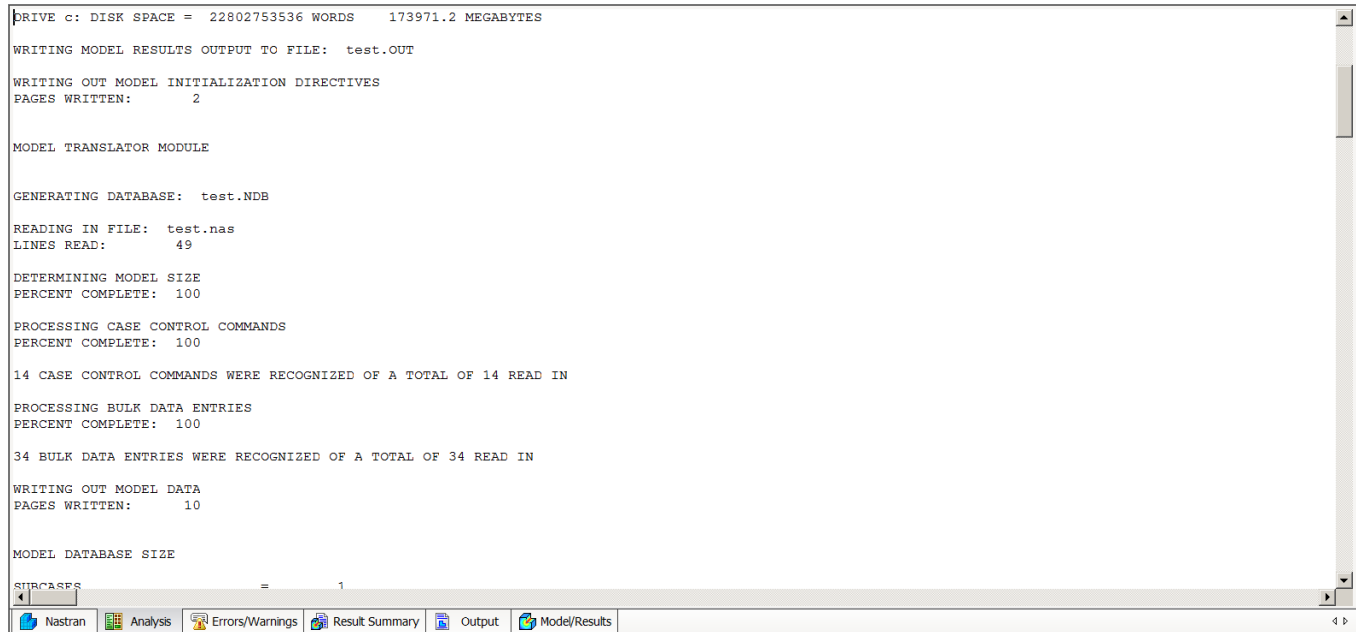 DRIVE c: DISK SPACE =  22802753536 WORDS    173971.2 MEGABYTES
WRITING MODEL RESULTS OUTPUT TO FILE:  test.OUT
WRITING OUT MODEL INITIALIZATION DIRECTIVES
PAGES WRITTEN:       2
MODEL TRANSLATOR MODULE
GENERATING DATABASE:  test.NDB
READING IN FILE:  test.nas
LINES READ:        49
DETERMINING MODEL SIZE
PERCENT COMPLETE:  100
PROCESSING CASE CONTROL COMMANDS
PERCENT COMPLETE:  100
14 CASE CONTROL COMMANDS WERE RECOGNIZED OF A TOTAL OF 14 READ IN
PROCESSING BULK DATA ENTRIES
PERCENT COMPLETE:  100
34 BULK DATA ENTRIES WERE RECOGNIZED OF A TOTAL OF 34 READ IN
WRITING OUT MODEL DATA
PAGES WRITTEN:      10
MODEL DATABASE SIZE
SUBCASES                    =        1
Nastran Analysis Errors/Warnings Result Summary Output Model/Results